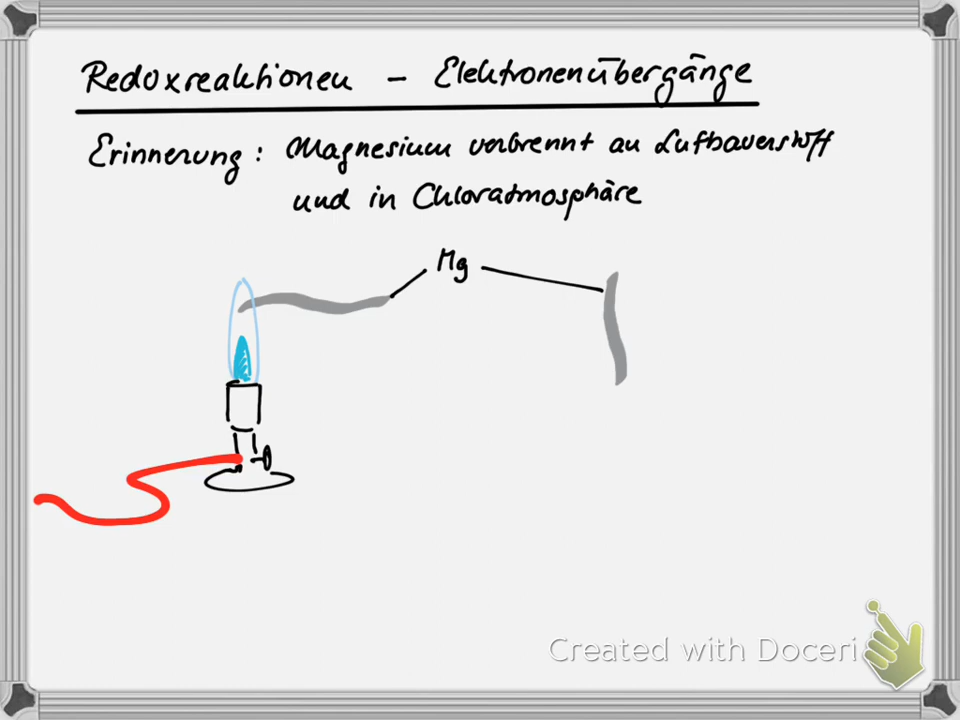 Redoxreaktionen – Elektronenübergänge
Erinnerung: Magnesium verbrennt an Luftsauerstoff
und in Chloratmosphäre
Mg
Created with Doceri